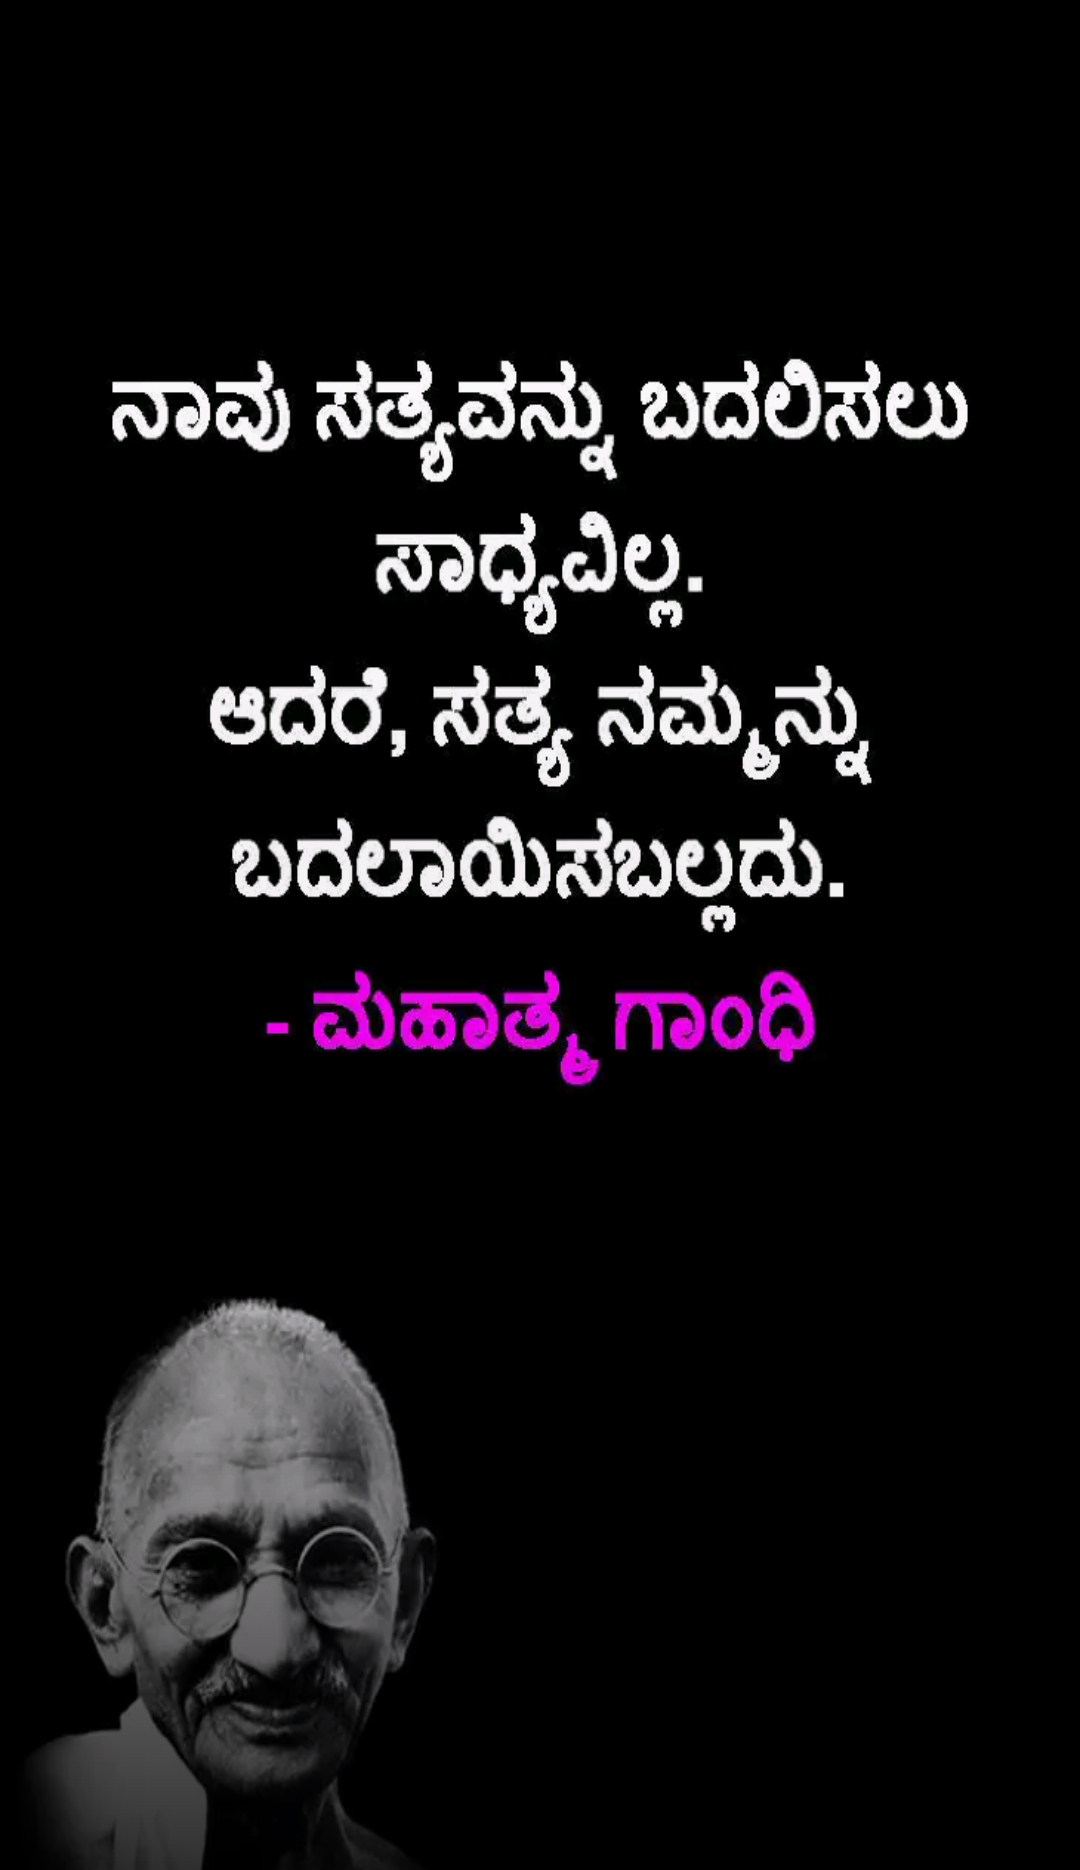 ನಾವು ಸತ್ಯವನ್ನು ಬದಲಿಸಲು
ಸಾಧ್ಯವಿಲ್ಲ.
ಆದರೆ, ಸತ್ಯ ನಮ್ಮನ್ನು
ಬದಲಾಯಿಸಬಲ್ಲದು.
- ಮಹಾತ್ಮ ಗಾಂಧಿ